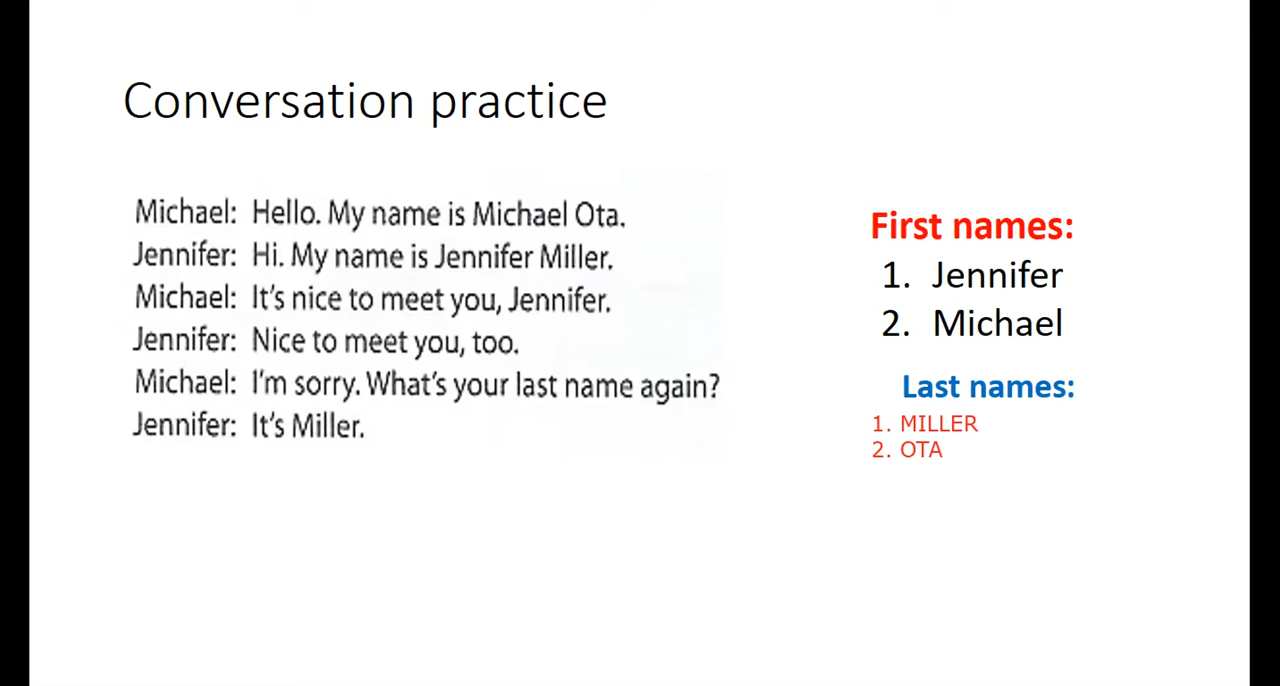 Conversation practice
Michael: Hello. My name is Michael Ota.
Jennifer: Hi. My name is Jennifer Miller.
Michael: It's nice to meet you, Jennifer.
Jennifer: Nice to meet you, too.
Michael: I'm sorry. What's your last name again?
Jennifer: It's Miller.
First names:
1. Jennifer
2. Michael
Last names:
1. MILLER
2. OTA